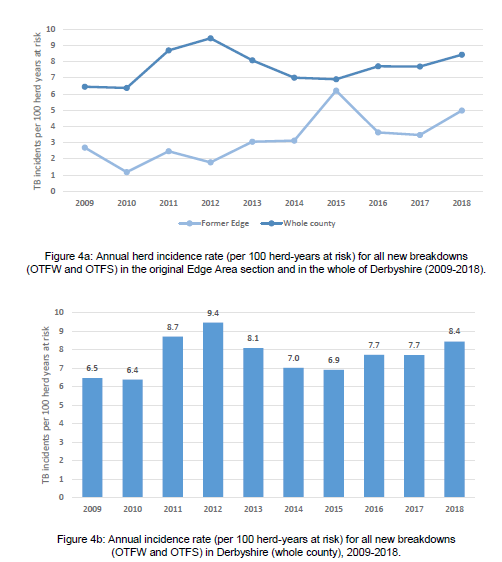 TB incidents per 100 herd years at risk
10
9
8
7
6
5
4
3
2
1
0
2009 2010 2011 2012 2013 2014 2015 2016 2017 2018
Former Edge Whole county
Figure 4a: Annual herd incidence rate (per 100 herd-years at risk) for all new breakdowns
(OTFW and OTFS) in the original Edge Area section and in the whole of Derbyshire (2009-2018).
TB incidents per 100 herd years at risk
10
9
8
7
6
5
4
3
2
1
0
6.5 6.4 8.7 9.4 8.1 7.0 6.9 7.7 7.7 8.4
2009 2010 2011 2012 2013 2014 2015 2016 2017 2018
Figure 4b: Annual incidence rate (per 100 herd-years at risk) for all new breakdowns
(OTFW and OTFS) in Derbyshire (whole county), 2009-2018.